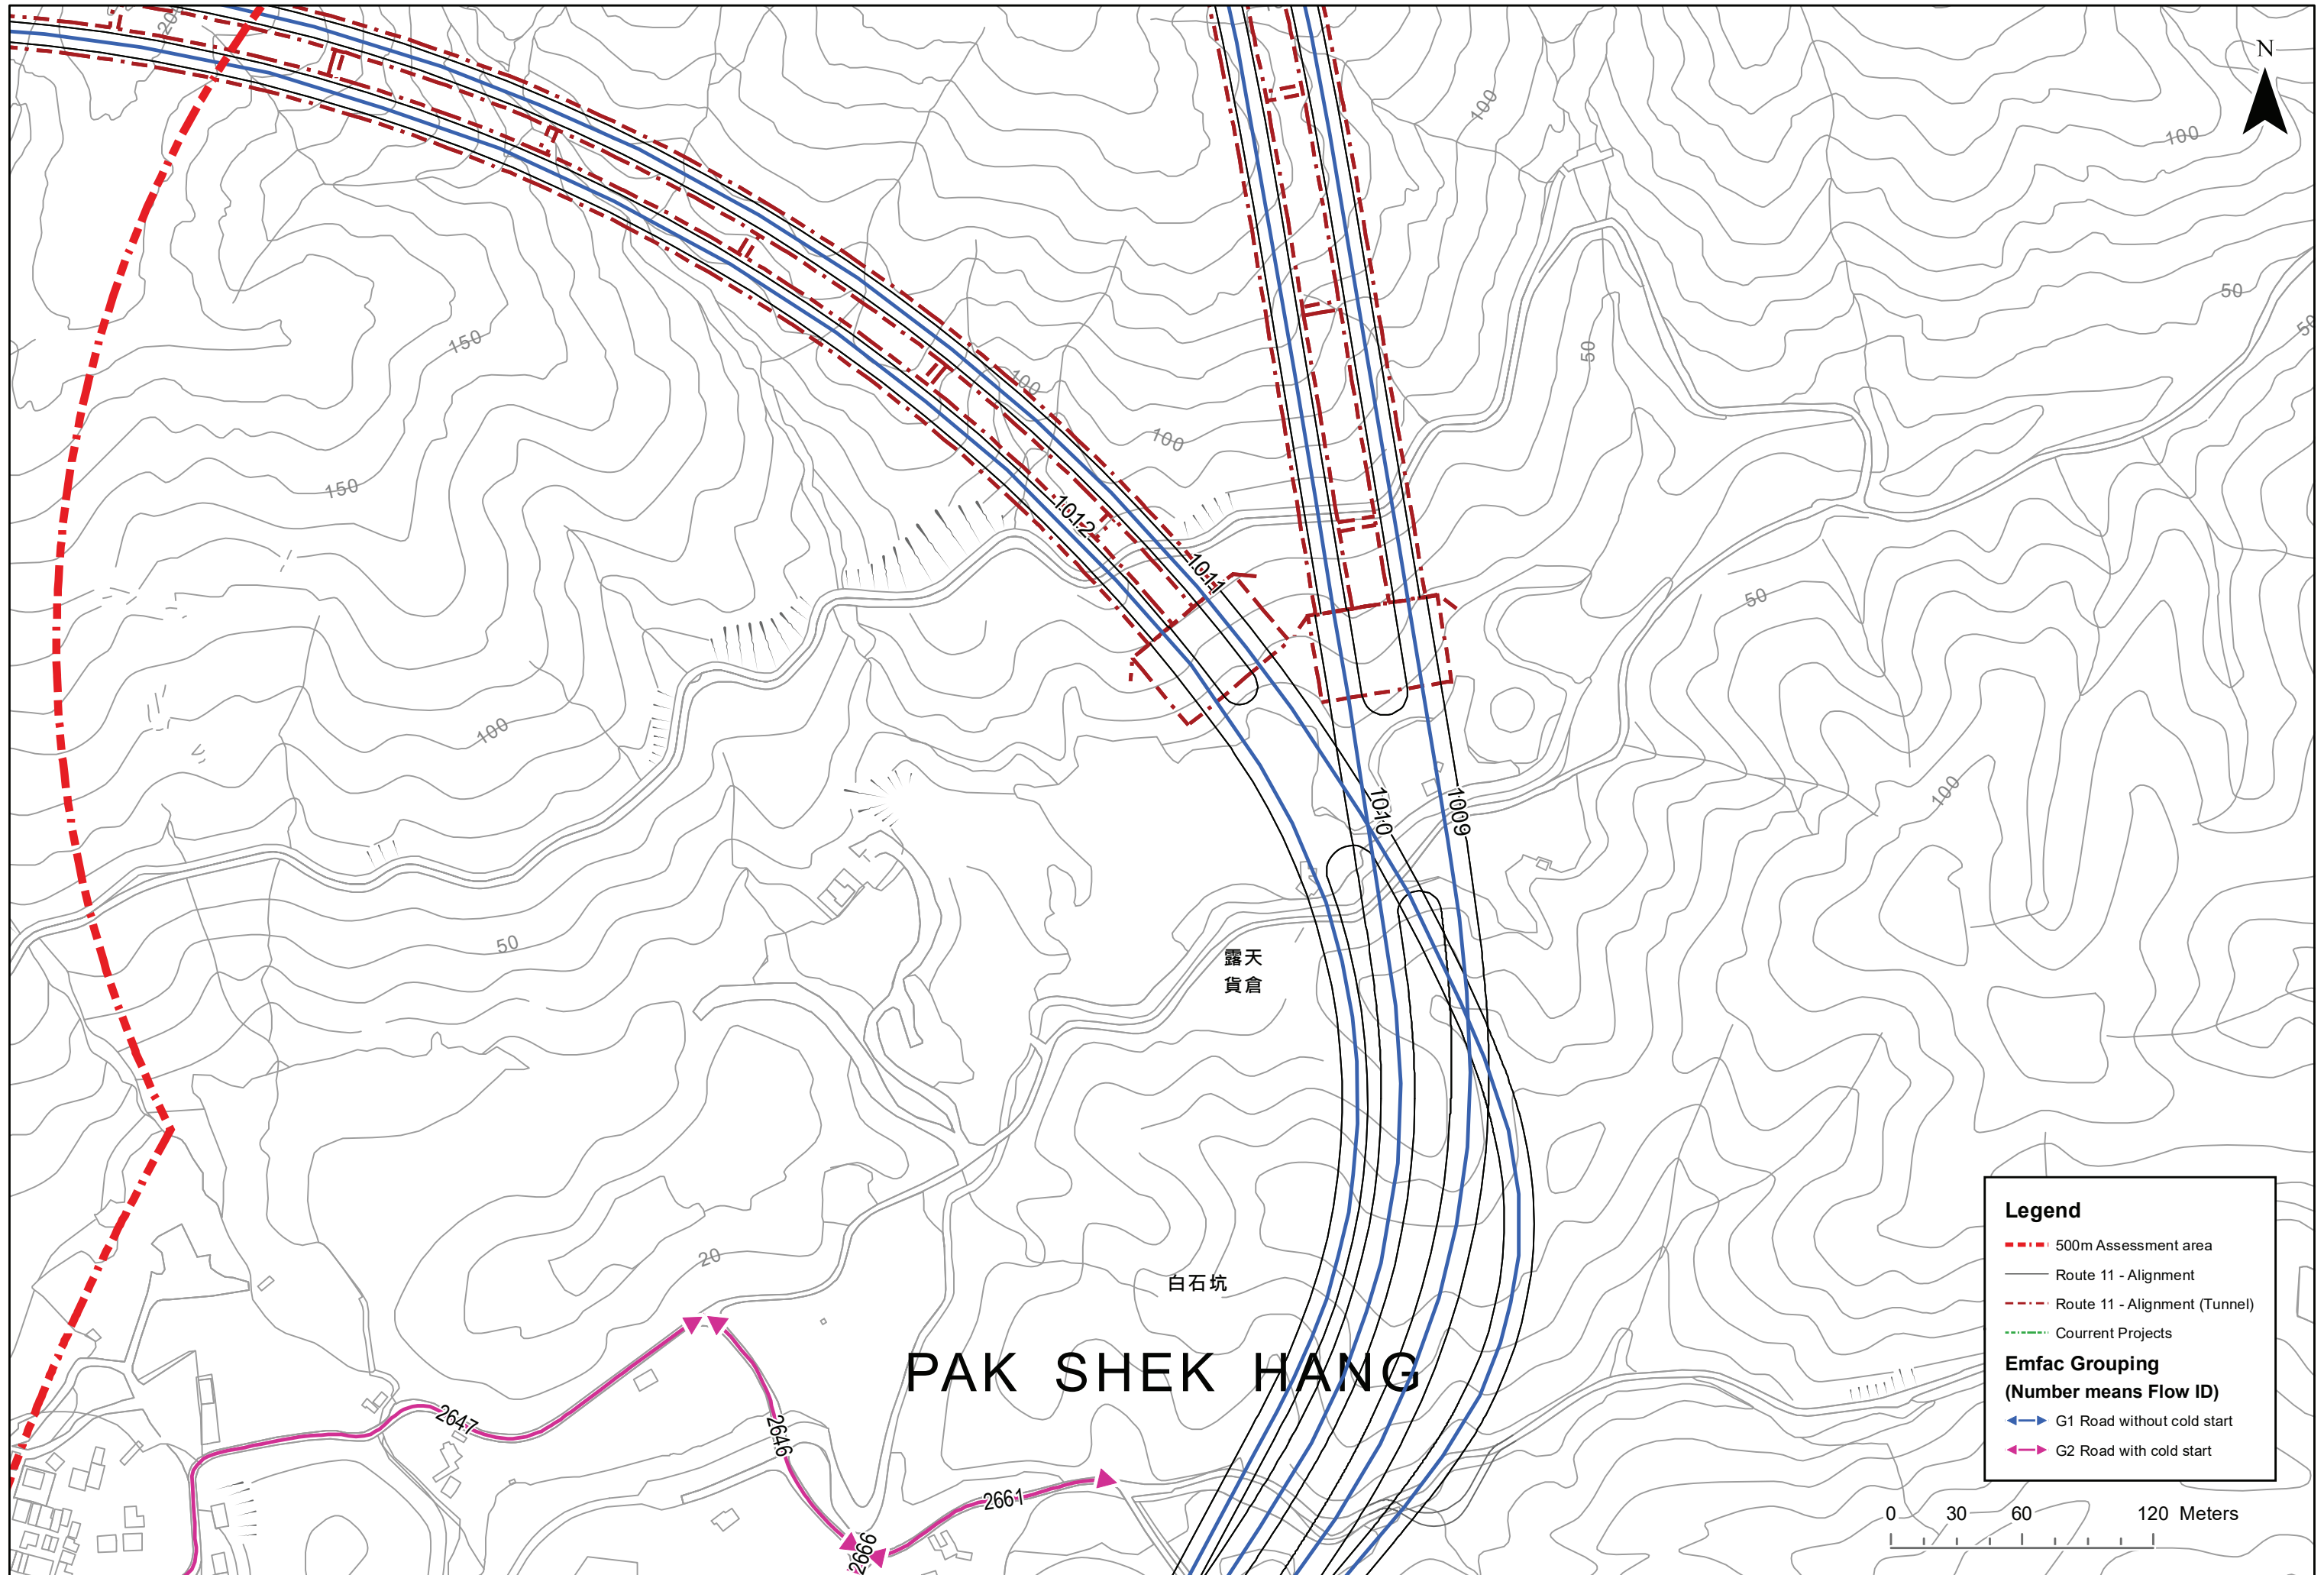 200
N
100
100
50
50
150
100
50
100
150
1012
1011
50
100
100
1010
1009
50
露天
貨倉
20
白石坑
PAK SHEK HANG
2647
2646
2661
2666
Legend
500m Assessment area
Route 11 - Alignment
Route 11 - Alignment (Tunnel)
Courrent Projects
Emfac Grouping
(Number means Flow ID)
G1 Road without cold start
G2 Road with cold start
0 30 60 120 Meters